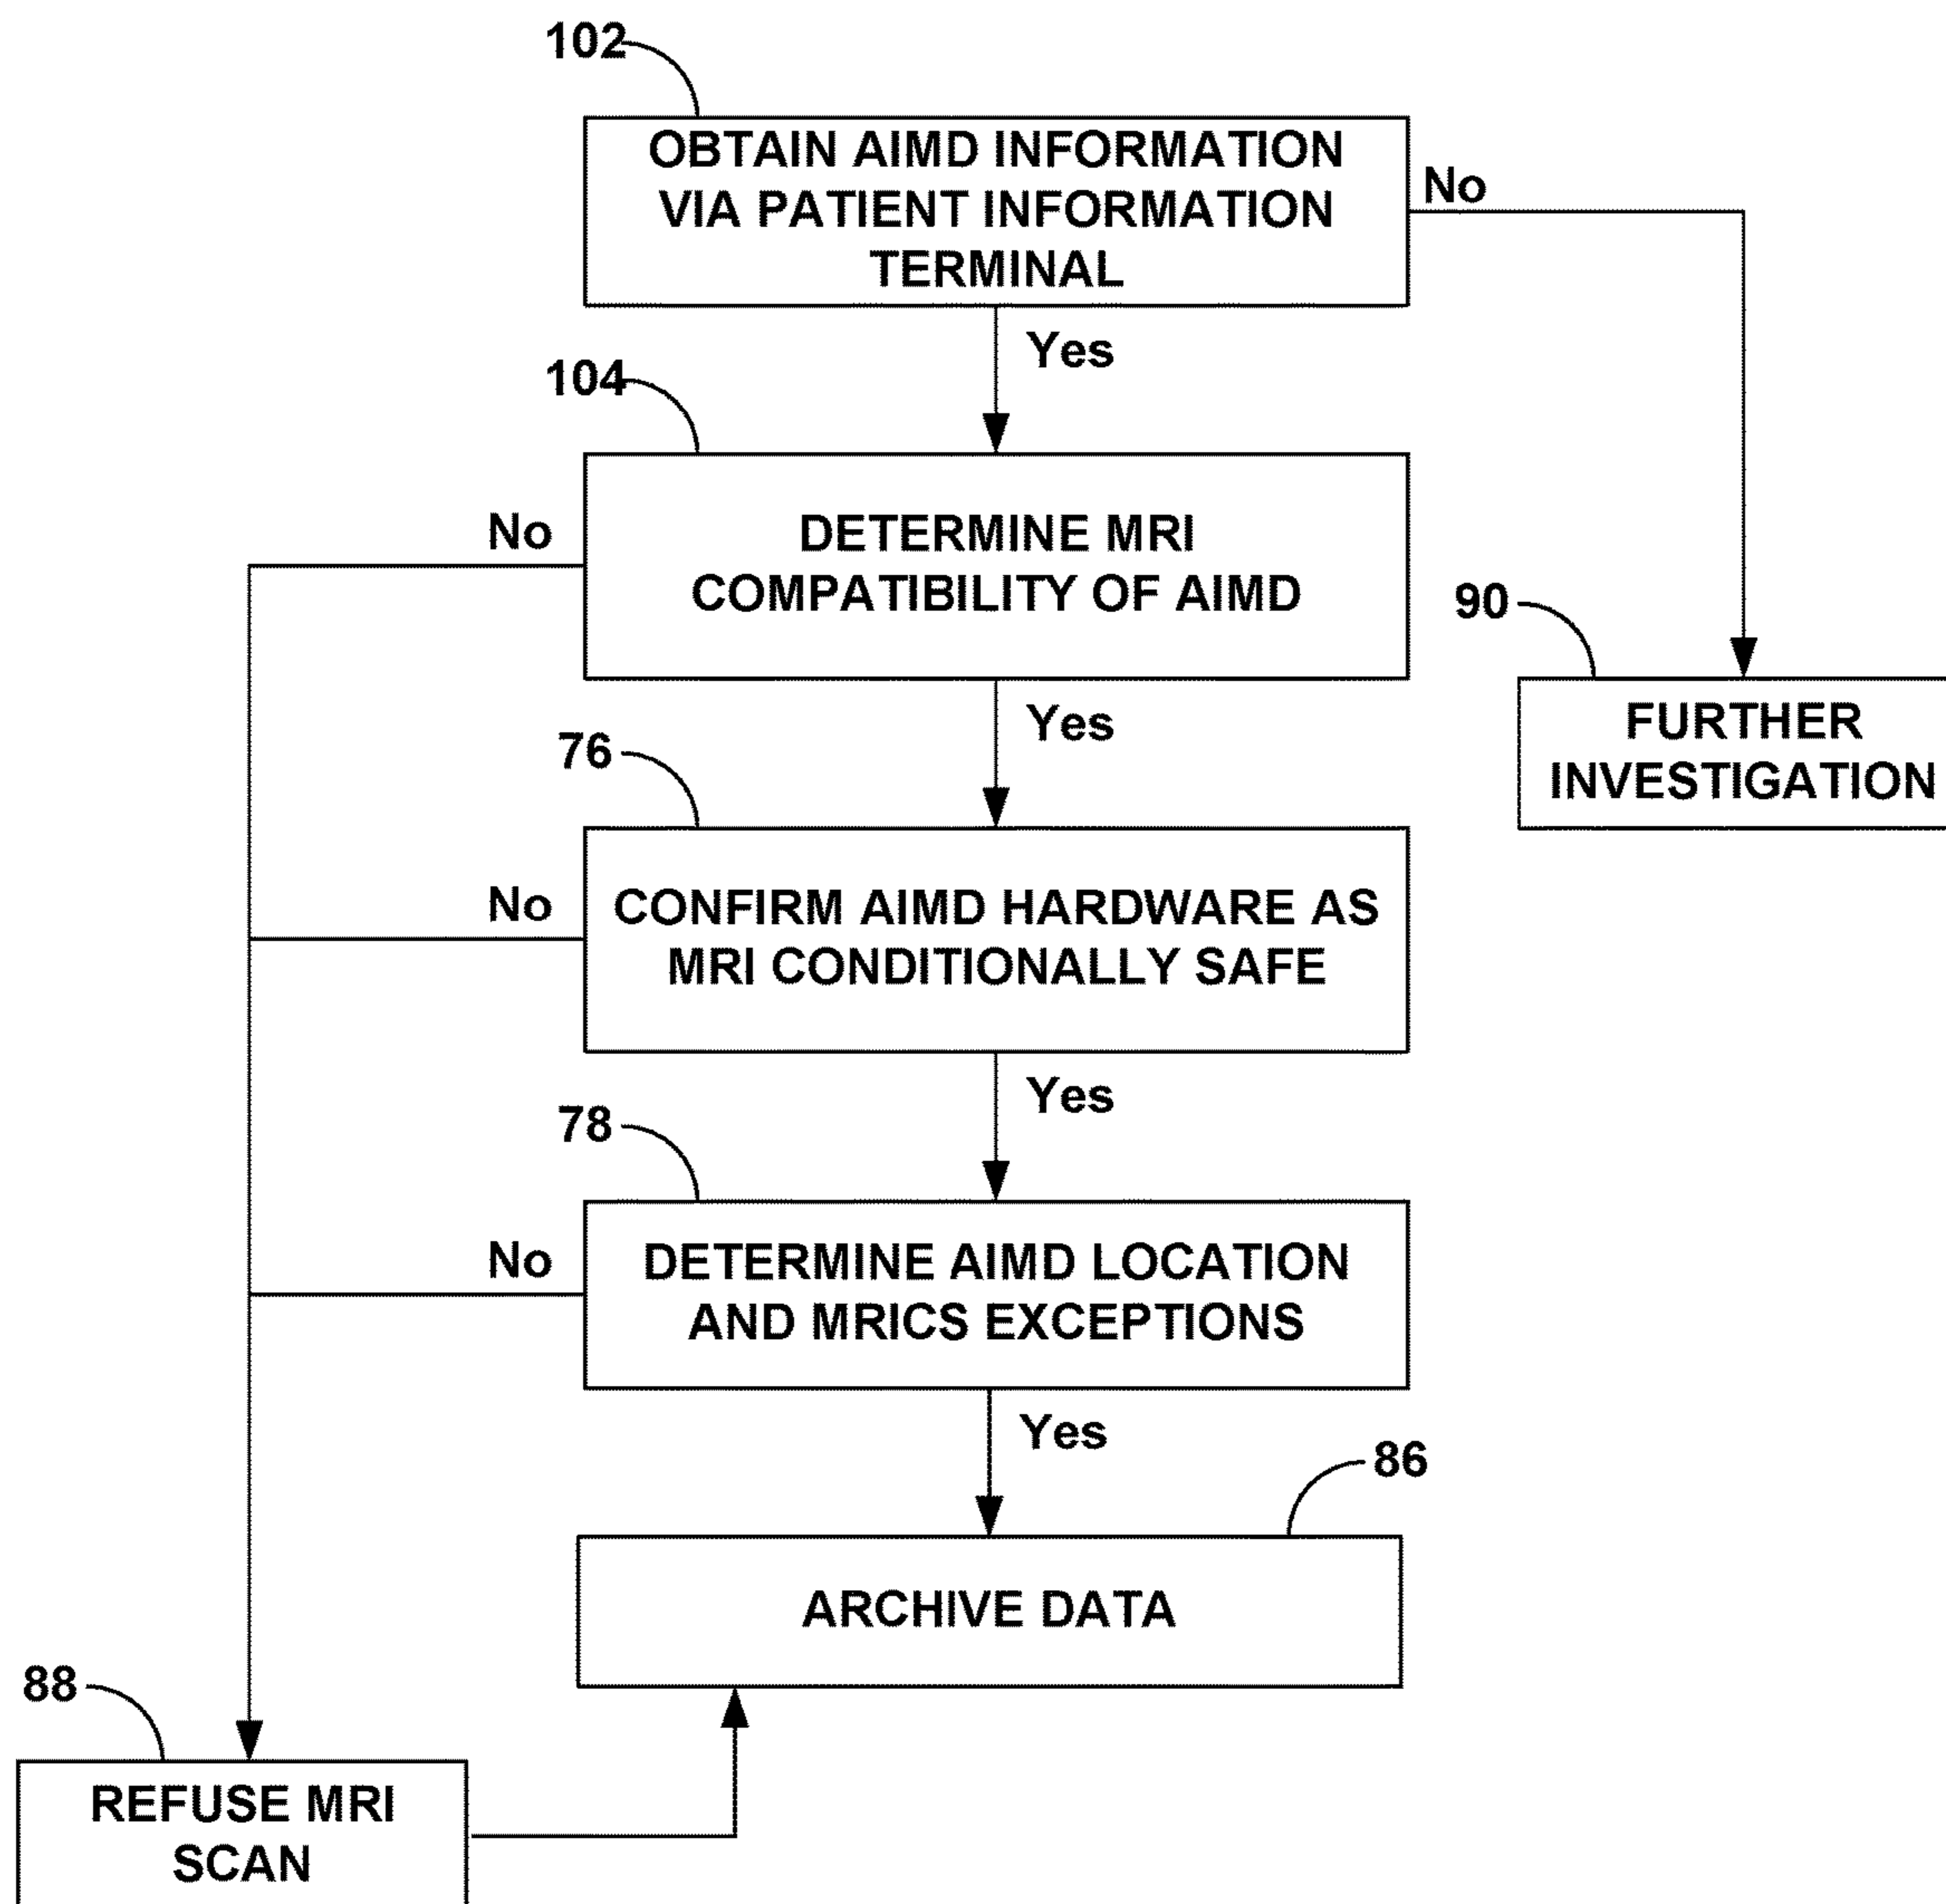 102
OBTAIN AIMD INFORMATION
VIA PATIENT INFORMATION
TERMINAL
No
Yes
104
No
DETERMINE MRI
COMPATIBILITY OF AIMD
90
FURTHER
INVESTIGATION
Yes
76
No
CONFIRM AIMD HARDWARE AS
MRI CONDITIONALLY SAFE
Yes
78
No
DETERMINE AIMD LOCATION
AND MRICS EXCEPTIONS
Yes
86
ARCHIVE DATA
88
REFUSE MRI
SCAN